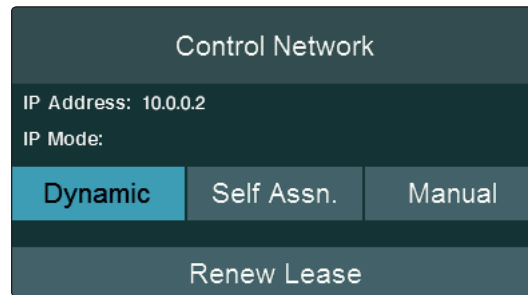 Control Network
IP Address: 10.0.0.2
IP Mode:
Dynamic Self Assn. Manual
Renew Lease